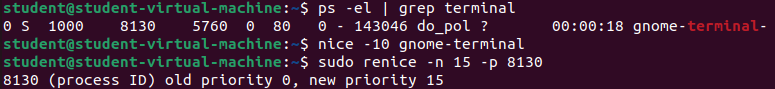 student@student-virtual-machine:~$ ps -el | grep terminal
0 S  1000    8130    5760  0  80   0 - 143046 do_pol ?        00:00:18 gnome-terminal-
student@student-virtual-machine:~$ nice -10 gnome-terminal
student@student-virtual-machine:~$ sudo renice -n 15 -p 8130
8130 (process ID) old priority 0, new priority 15